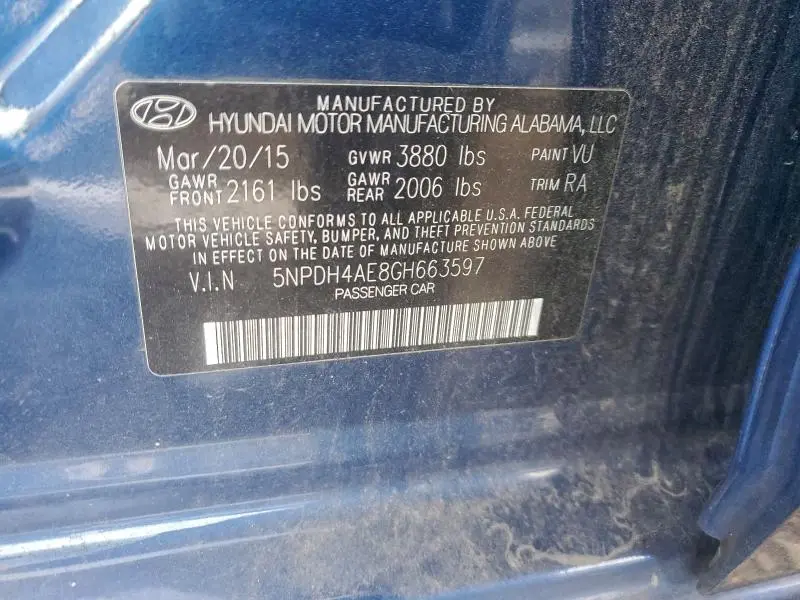 MANUFACTURED BY
HYUNDAI MOTOR MANUFACTURING ALABAMA, LLC
Mar/20/15 GVWR 3880 lbs PAINT VU
GAWR FRONT 2161 lbs GAWR REAR 2006 lbs TRIM RA
THIS VEHICLE CONFORMS TO ALL APPLICABLE U.S.A. FEDERAL
MOTOR VEHICLE SAFETY, BUMPER, AND THEFT PREVENTION STANDARDS
IN EFFECT ON THE DATE OF MANUFACTURE SHOWN ABOVE
V.I.N 5NPDH4AE8GH663597
PASSENGER CAR